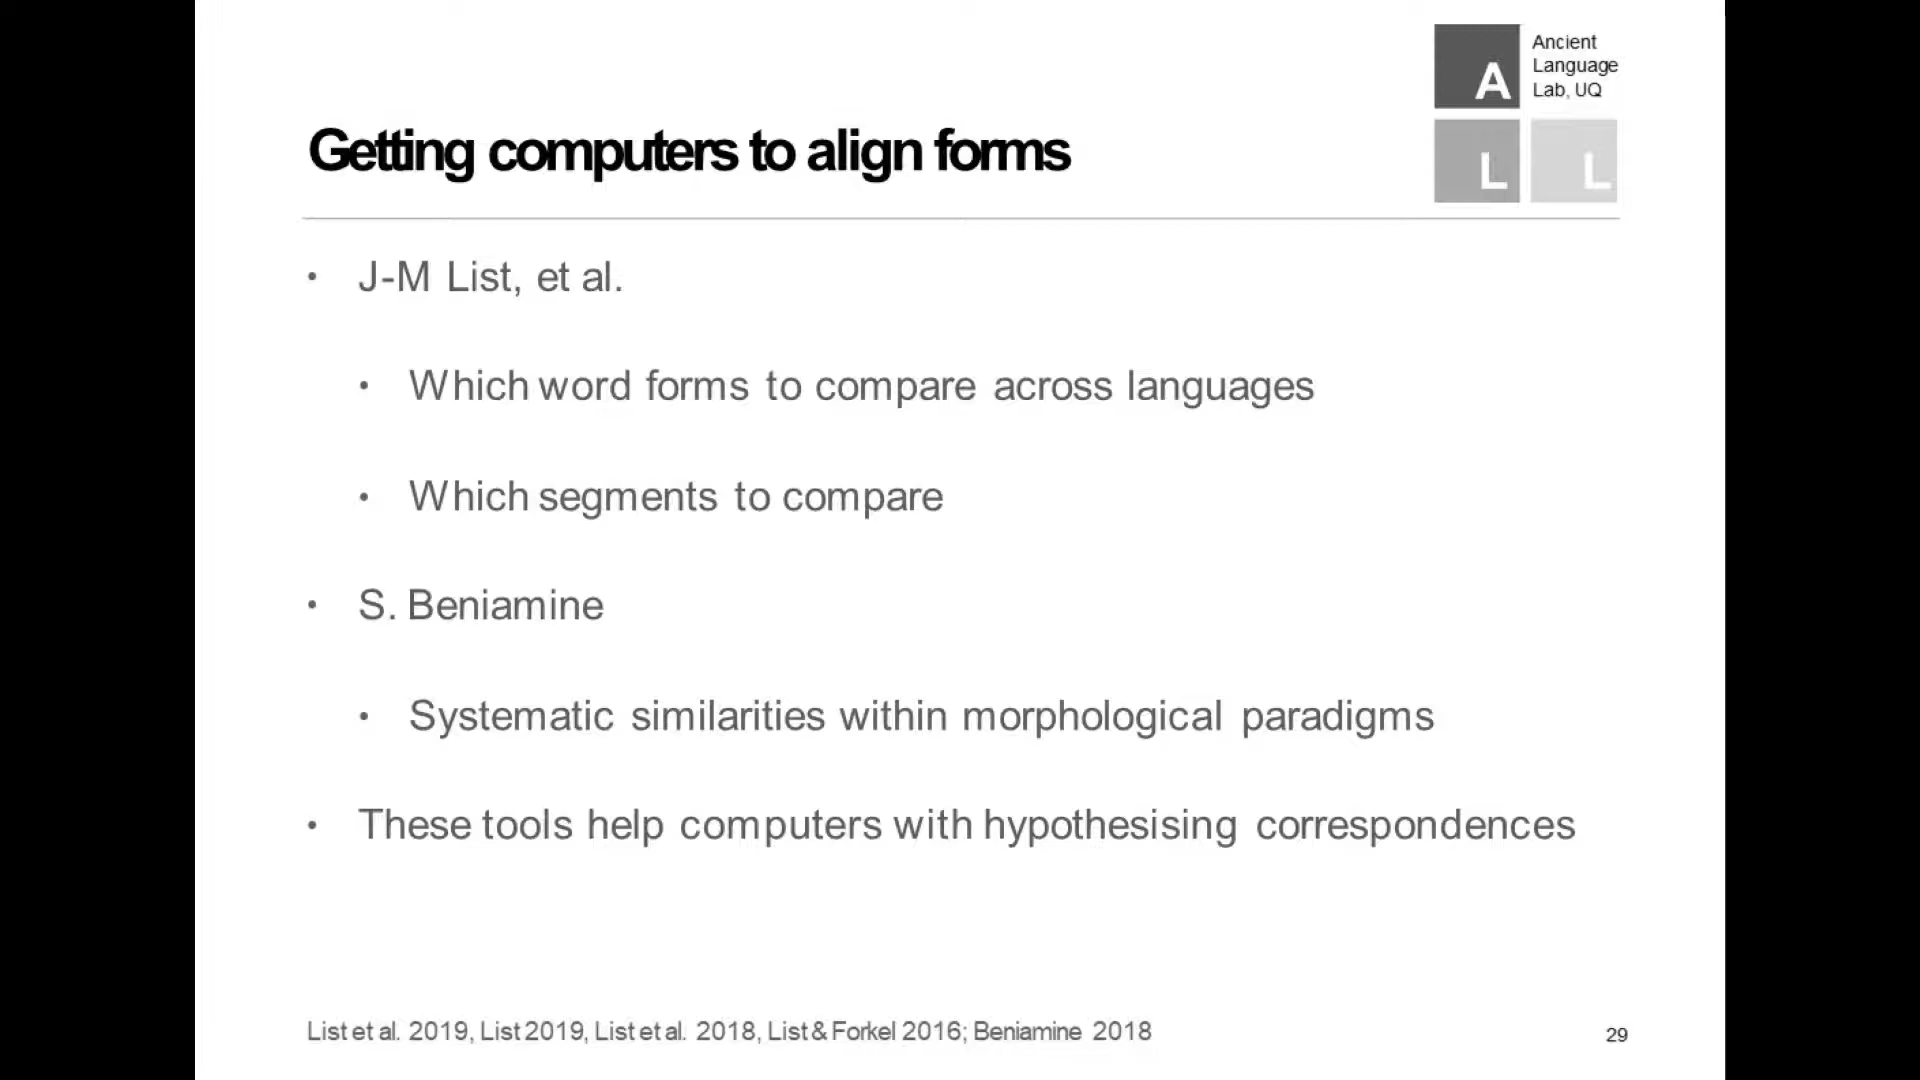 Ancient
Language
Lab, UQ
A
L L
Getting computers to align forms
• J-M List, et al.
• Which word forms to compare across languages
• Which segments to compare
• S. Beniamine
• Systematic similarities within morphological paradigms
• These tools help computers with hypothesising correspondences
List et al. 2019, List 2019, List et al. 2018, List & Forkel 2016; Beniamine 2018
29